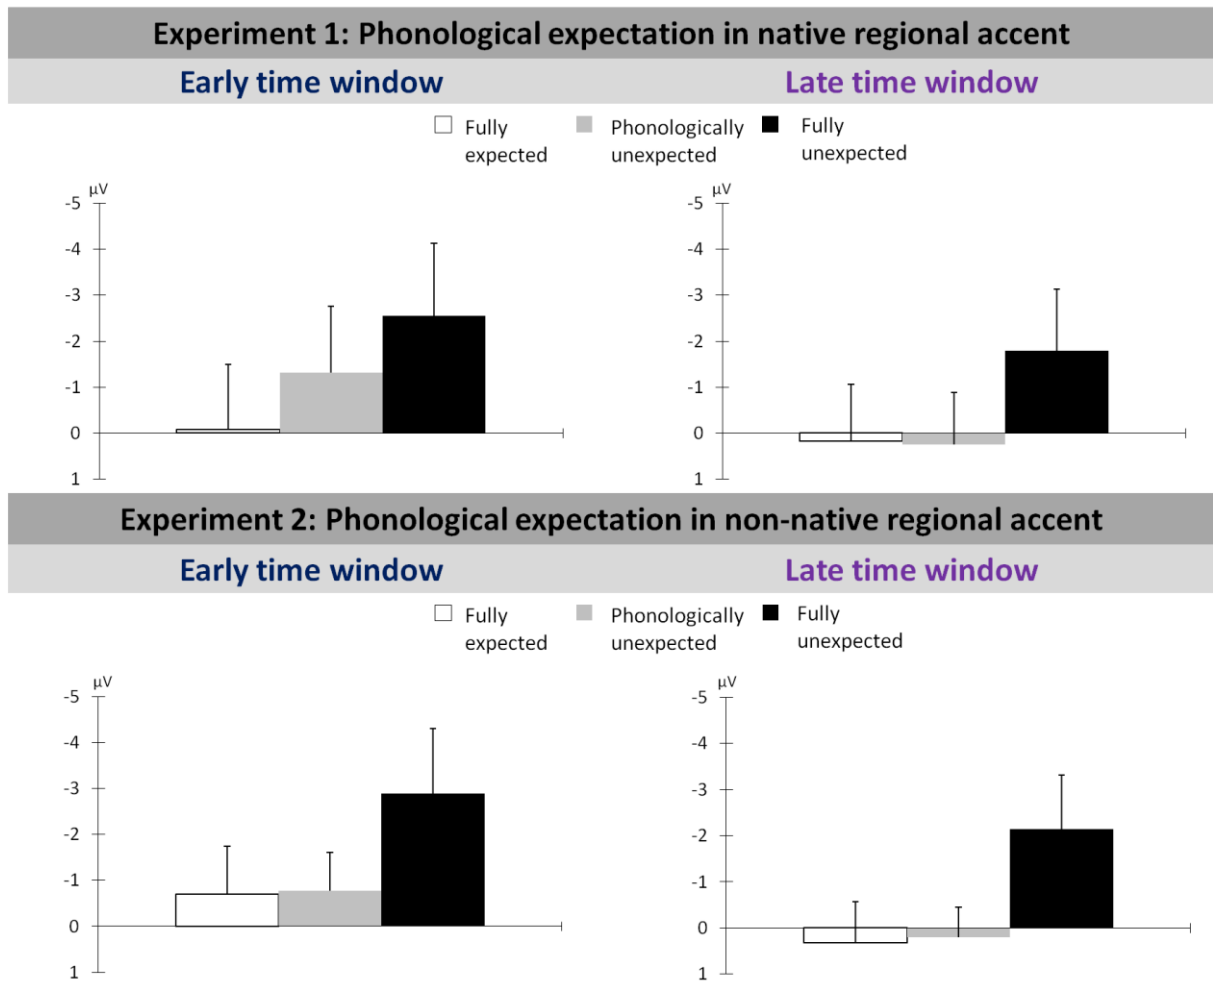 Experiment 1: Phonological expectation in native regional accent
Early time window
Late time window
Fully
expected
Phonologically
unexpected
Fully
unexpected
µV
-5
-4
-3
-2
-1
0
1
µV
-5
-4
-3
-2
-1
0
1
Experiment 2: Phonological expectation in non-native regional accent
Early time window
Late time window
Fully
expected
Phonologically
unexpected
Fully
unexpected
µV
-5
-4
-3
-2
-1
0
1
µV
-5
-4
-3
-2
-1
0
1